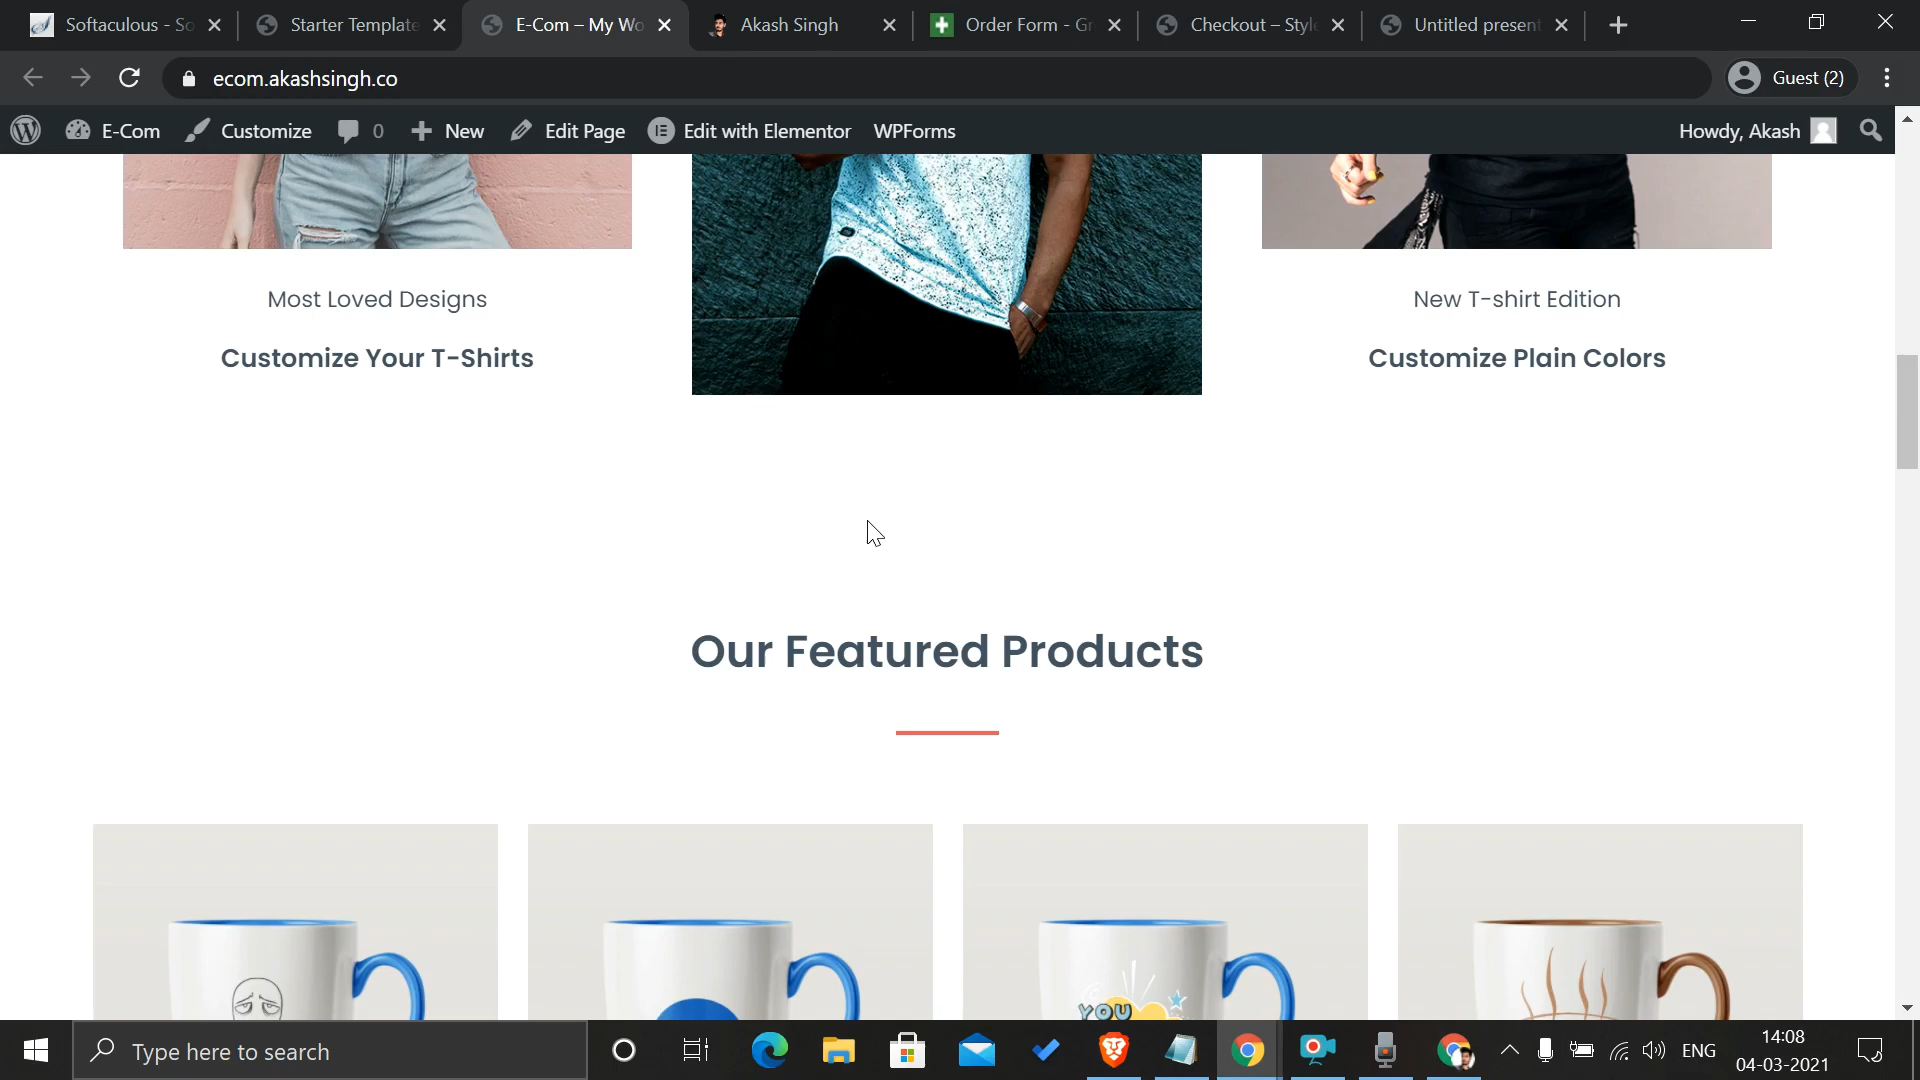 Softaculous - So
Starter Template
E-Com – My Wo
Akash Singh
Order Form - Gr
Checkout – Style
Untitled present
ecom.akashsingh.co
Guest (2)
E-Com
Customize
0
New
Edit Page
Edit with Elementor
WPForms
Howdy, Akash
Most Loved Designs
New T-shirt Edition
Customize Your T-Shirts
Customize Plain Colors
Our Featured Products
YOU
Type here to search
ENG
14:08
04-03-2021